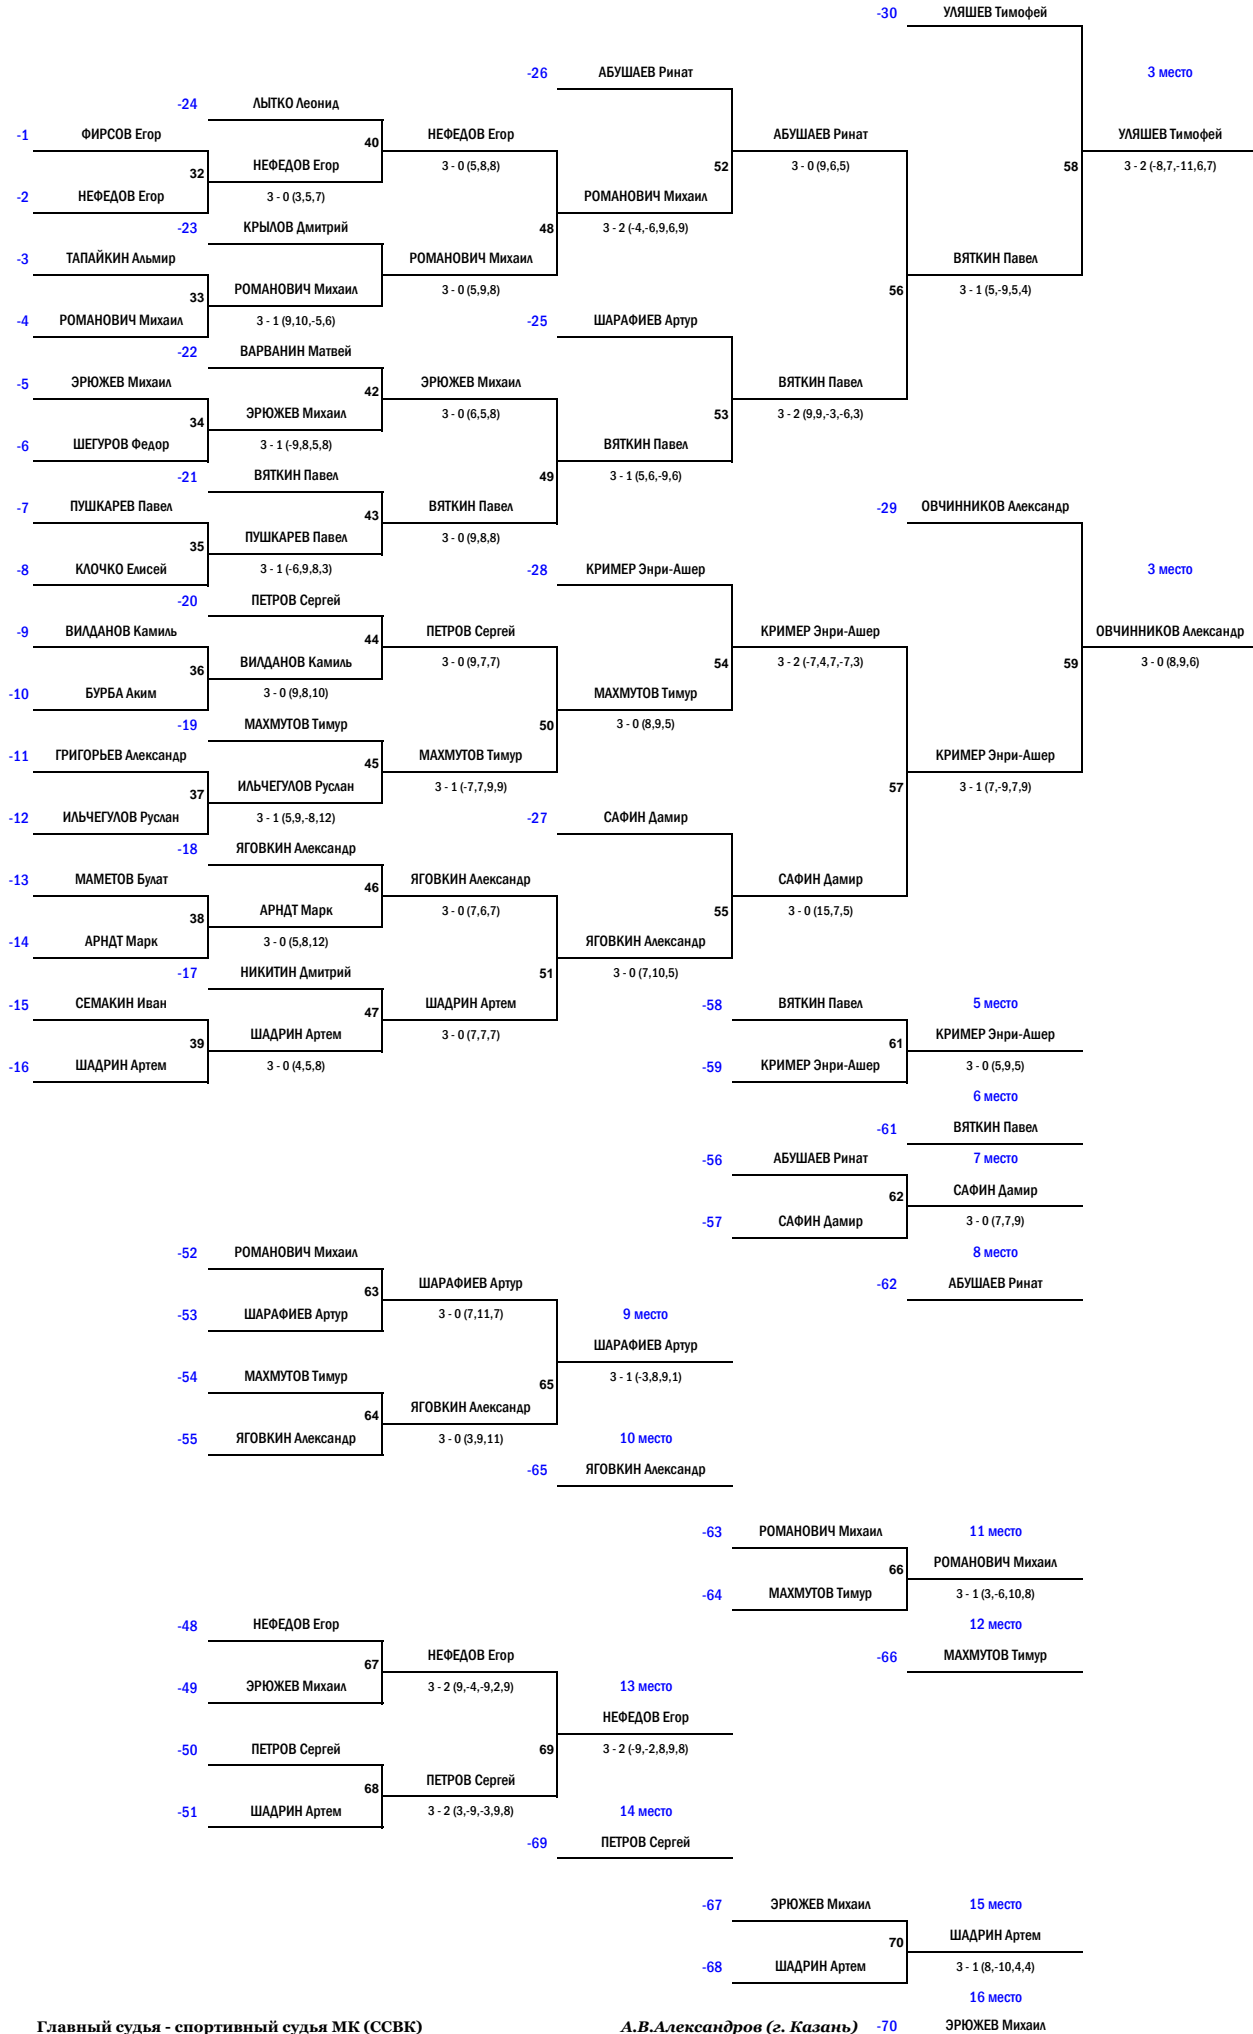 -30 УЛЯШЕВ Тимофей
-26 АБУШАЕВ Ринат 3 место
-24 ЛЫТКО Леонид
-1 ФИРСОВ Егор 40 НЕФЕДОВ Егор АБУШАЕВ Ринат УЛЯШЕВ Тимофей
32 НЕФЕДОВ Егор 3 - 0 (5,8,8) 52 3 - 0 (9,6,5) 58 3 - 2 (-8,7,-11,6,7)
-2 НЕФЕДОВ Егор 3 - 0 (3,5,7) РОМАНОВИЧ Михаил
-23 КРЫЛОВ Дмитрий 48 3 - 2 (-4,-6,9,6,9)
-3 ТАПАЙКИН Альмир РОМАНОВИЧ Михаил ВЯТКИН Павел
33 РОМАНОВИЧ Михаил 3 - 0 (5,9,8) 56 3 - 1 (5,-9,5,4)
-4 РОМАНОВИЧ Михаил 3 - 1 (9,10,-5,6) -25 ШАРАФИЕВ Артур
-22 ВАРВАНИН Матвей
-5 ЭРЮЖЕВ Михаил 42 ЭРЮЖЕВ Михаил ВЯТКИН Павел
34 ЭРЮЖЕВ Михаил 3 - 0 (6,5,8) 53 3 - 2 (9,9,-3,-6,3)
-6 ШЕГУРОВ Федор 3 - 1 (-9,8,5,8) ВЯТКИН Павел
-21 ВЯТКИН Павел 49 3 - 1 (5,6,-9,6)
-7 ПУШКАРЕВ Павел 43 ВЯТКИН Павел -29 ОВЧИННИКОВ Александр
35 ПУШКАРЕВ Павел 3 - 0 (9,8,8)
-8 КЛОЧКО Елисей 3 - 1 (-6,9,8,3) -28 КРИМЕР Энри-Ашер 3 место
-20 ПЕТРОВ Сергей
-9 ВИЛДАНОВ Камиль 44 ПЕТРОВ Сергей КРИМЕР Энри-Ашер ОВЧИННИКОВ Александр
36 ВИЛДАНОВ Камиль 3 - 0 (9,7,7) 54 3 - 2 (-7,4,7,-7,3) 59 3 - 0 (8,9,6)
-10 БУРБА Аким 3 - 0 (9,8,10) МАХМУТОВ Тимур
-19 МАХМУТОВ Тимур 50 3 - 0 (8,9,5)
-11 ГРИГОРЬЕВ Александр 45 МАХМУТОВ Тимур КРИМЕР Энри-Ашер
37 ИЛЬЧЕГУЛОВ Руслан 3 - 1 (-7,7,9,9) 57 3 - 1 (7,-9,7,9)
-12 ИЛЬЧЕГУЛОВ Руслан 3 - 1 (5,9,-8,12) -27 САФИН Дамир
-18 ЯГОВКИН Александр
-13 МАМЕТОВ Булат 46 ЯГОВКИН Александр САФИН Дамир
38 АРНДТ Марк 3 - 0 (7,6,7) 55 3 - 0 (15,7,5)
-14 АРНДТ Марк 3 - 0 (5,8,12) ЯГОВКИН Александр
-17 НИКИТИН Дмитрий 51 3 - 0 (7,10,5)
-15 СЕМАКИН Иван 47 ШАДРИН Артем -58 ВЯТКИН Павел 5 место
39 ШАДРИН Артем 3 - 0 (7,7,7) 61 КРИМЕР Энри-Ашер
-16 ШАДРИН Артем 3 - 0 (4,5,8) -59 КРИМЕР Энри-Ашер 3 - 0 (5,9,5)
6 место
-61 ВЯТКИН Павел
-56 АБУШАЕВ Ринат 7 место
62 САФИН Дамир
-57 САФИН Дамир 3 - 0 (7,7,9)
-52 РОМАНОВИЧ Михаил 8 место
63 ШАРАФИЕВ Артур -62 АБУШАЕВ Ринат
-53 ШАРАФИЕВ Артур 3 - 0 (7,11,7) 9 место
ШАРАФИЕВ Артур
-54 МАХМУТОВ Тимур 65 3 - 1 (-3,8,9,1)
64 ЯГОВКИН Александр
-55 ЯГОВКИН Александр 3 - 0 (3,9,11) 10 место
-65 ЯГОВКИН Александр
-63 РОМАНОВИЧ Михаил 11 место
66 РОМАНОВИЧ Михаил
-64 МАХМУТОВ Тимур 3 - 1 (3,-6,10,8)
-48 НЕФЕДОВ Егор 12 место
67 НЕФЕДОВ Егор -66 МАХМУТОВ Тимур
-49 ЭРЮЖЕВ Михаил 3 - 2 (9,-4,-9,2,9) 13 место
НЕФЕДОВ Егор
-50 ПЕТРОВ Сергей 69 3 - 2 (-9,-2,8,9,8)
68 ПЕТРОВ Сергей
-51 ШАДРИН Артем 3 - 2 (3,-9,-3,9,8) 14 место
-69 ПЕТРОВ Сергей
-67 ЭРЮЖЕВ Михаил 15 место
70 ШАДРИН Артем
-68 ШАДРИН Артем 3 - 1 (8,-10,4,4)
16 место
Главный судья - спортивный судья МК (ССВК) А.В.Александров (г. Казань) -70 ЭРЮЖЕВ Михаил